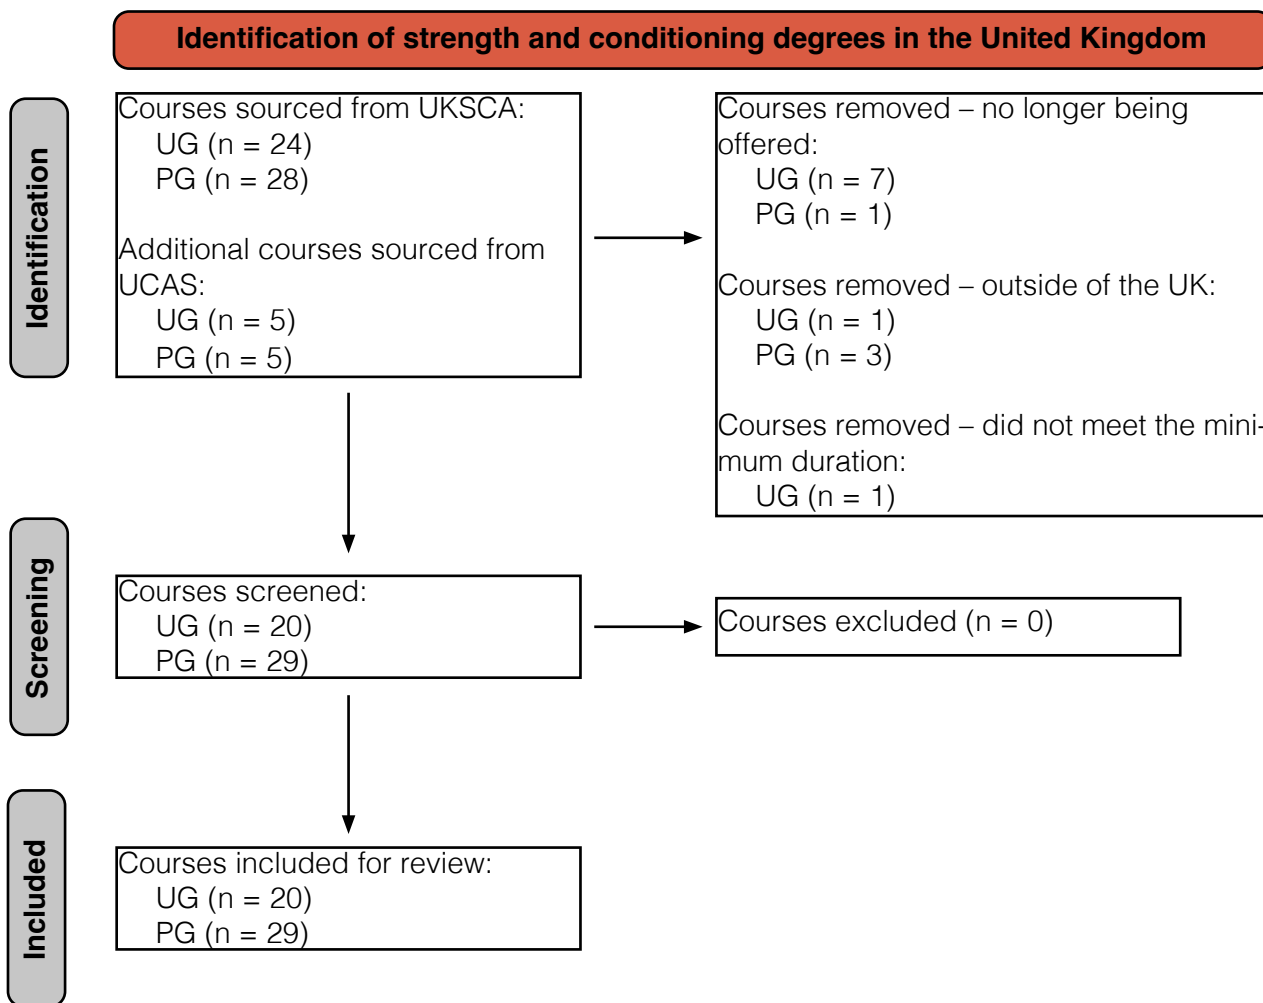 Identification of strength and conditioning degrees in the United Kingdom
Identification
Courses sourced from UKSCA:
UG (n = 24)
PG (n = 28)
Additional courses sourced from
UCAS:
UG (n = 5)
PG (n = 5)
Courses removed – no longer being
offered:
UG (n = 7)
PG (n = 1)
Courses removed – outside of the UK:
UG (n = 1)
PG (n = 3)
Courses removed – did not meet the mini-
mum duration:
UG (n = 1)
Screening
Courses screened:
UG (n = 20)
PG (n = 29)
Courses excluded (n = 0)
Included
Courses included for review:
UG (n = 20)
PG (n = 29)